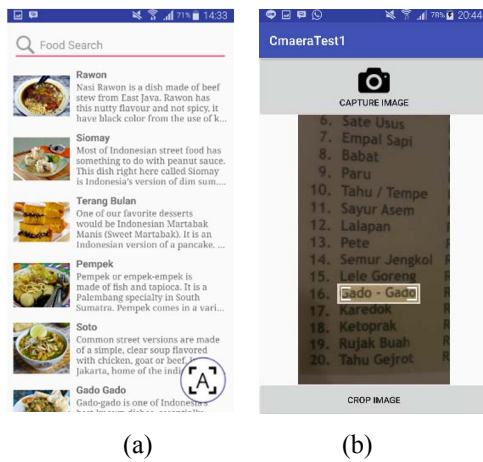 71% 14:33
Food Search
Rawon
Nasi Rawon is a dish made of beef
stew from East Java. Rawon has
this nutty flavour and not spicy, it
have black color from the use of k...
Siomay
Most of Indonesian street food has
something to do with peanut sauce.
This dish right here called Siomay
is Indonesia's version of dim sum....
Terang Bulan
One of our favorite desserts
would be Indonesian Martabak
Manis (Sweet Martabak). It is an
Indonesian version of a pancake. ...
Pempek
Pempek or empek-empek is
made of fish and tapioca. It is a
Palembang specialty in South
Sumatra. Pempek comes in a vari...
Soto
Common street versions are made
of a simple, clear soup flavored
with chicken, goat or beef.
Jakarta, home of the indi
A
Gado Gado
Gado-gado is one of Indonesia's
(a)
78% 20:44
CmaeraTest1
CAPTURE IMAGE
6. Sate Usus
7. Empal Sapi
8. Babat
9. Paru
10. Tahu / Tempe
11. Sayur Asem
12. Lalapan
13. Pete
14. Semur Jengkol
15. Lele Goreng
16. Gado - Gado
17. Karedok
18. Ketoprak
19. Rujak Buah
20. Tahu Gejrot
CROP IMAGE
(b)